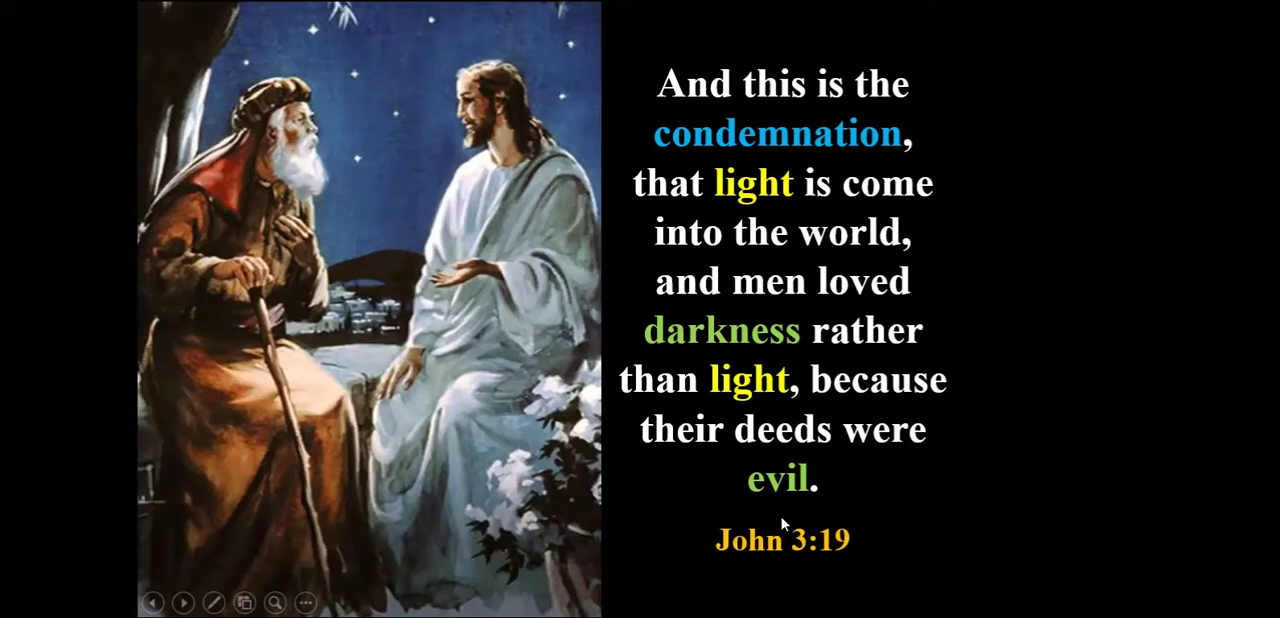 And this is the
condemnation,
that light is come
into the world,
and men loved
darkness rather
than light, because
their deeds were
evil.
John 3:19